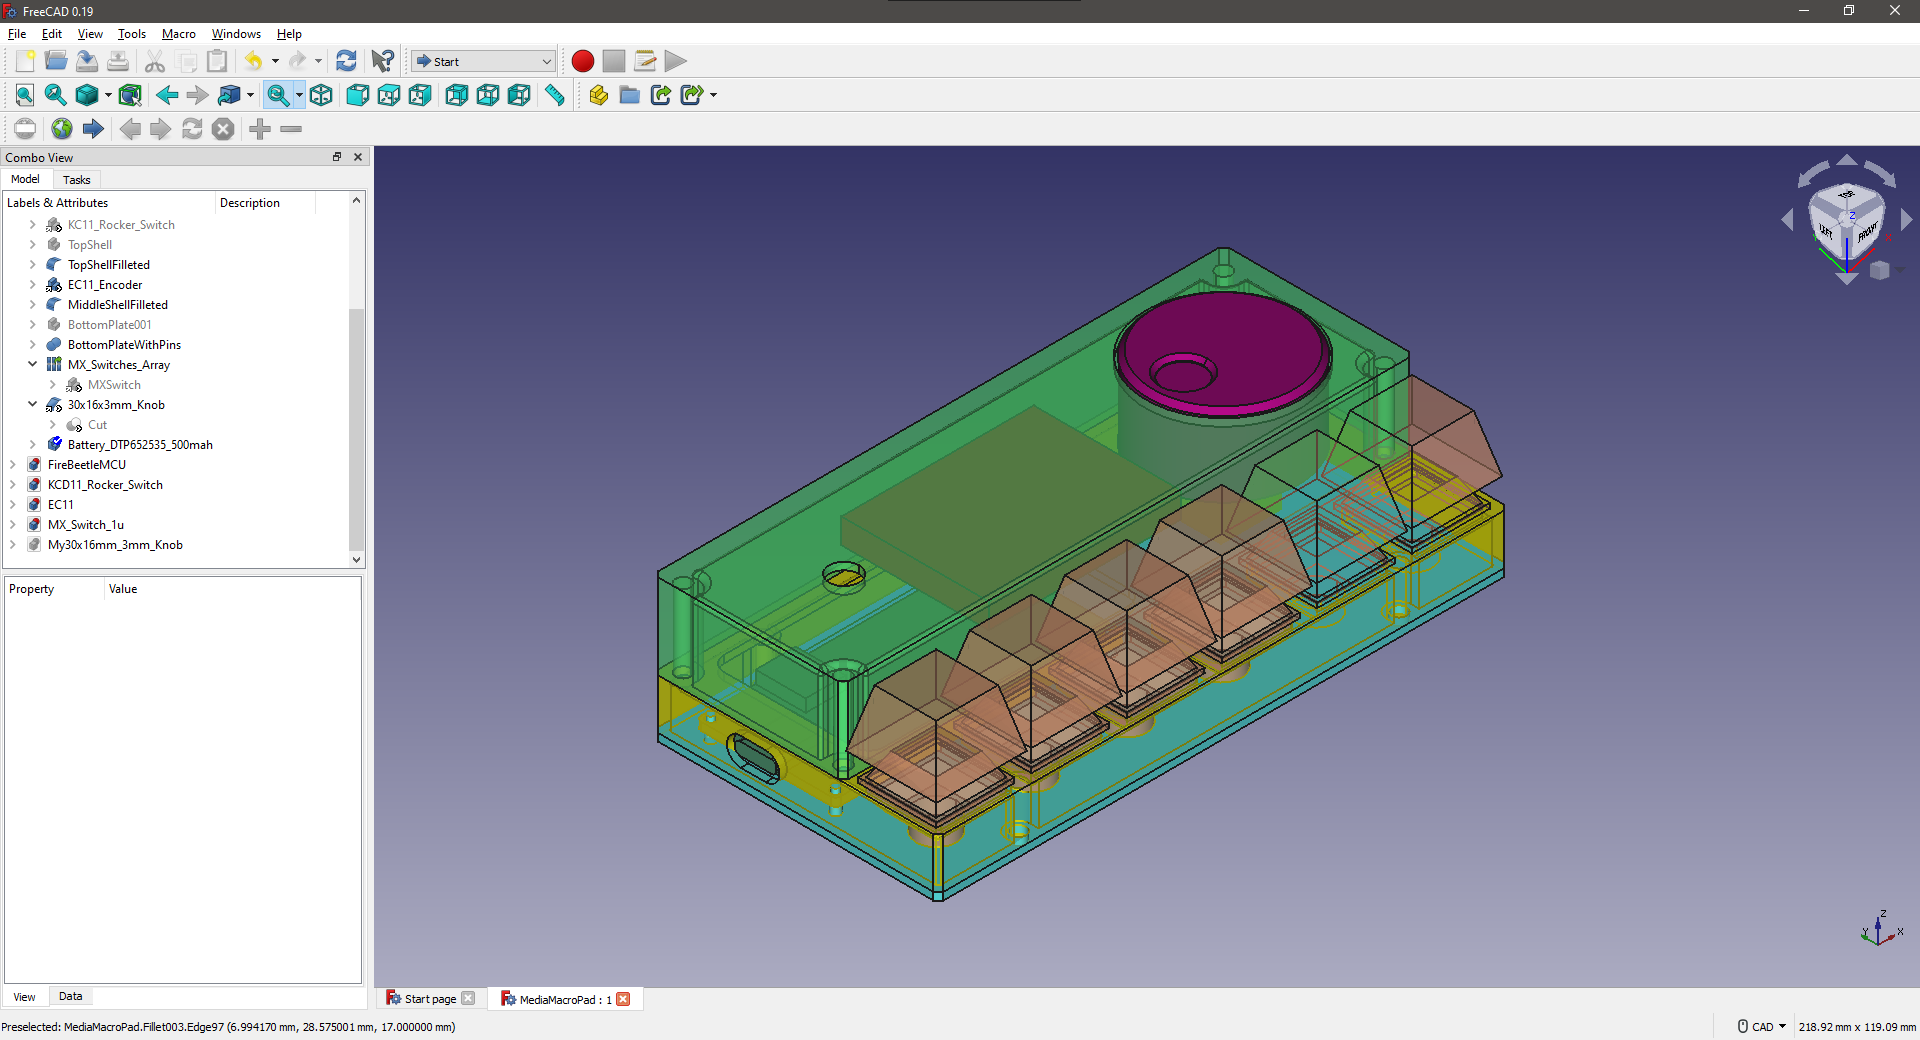 FreeCAD 0.19
File Edit View Tools Macro Windows Help
Start
Combo View
Model Tasks
Labels & Attributes Description
KC11_Rocker_Switch
TopShell
TopShellFilleted
EC11_Encoder
MiddleShellFilleted
BottomPlate001
BottomPlateWithPins
MX_Switches_Array
MXSwitch
30x16x3mm_Knob
Cut
Battery_DTP652535_500mah
FireBeetleMCU
KCD11_Rocker_Switch
EC11
MX_Switch_1u
My30x16mm_3mm_Knob
Property Value
View Data
TOP
Z
LEFT FRONT
X
Z
Y X
Start page MediaMacroPad : 1
Preselected: MediaMacroPad.Fillet003.Edge97 (6.994170 mm, 28.575001 mm, 17.000000 mm)
CAD 218.92 mm x 119.09 mm